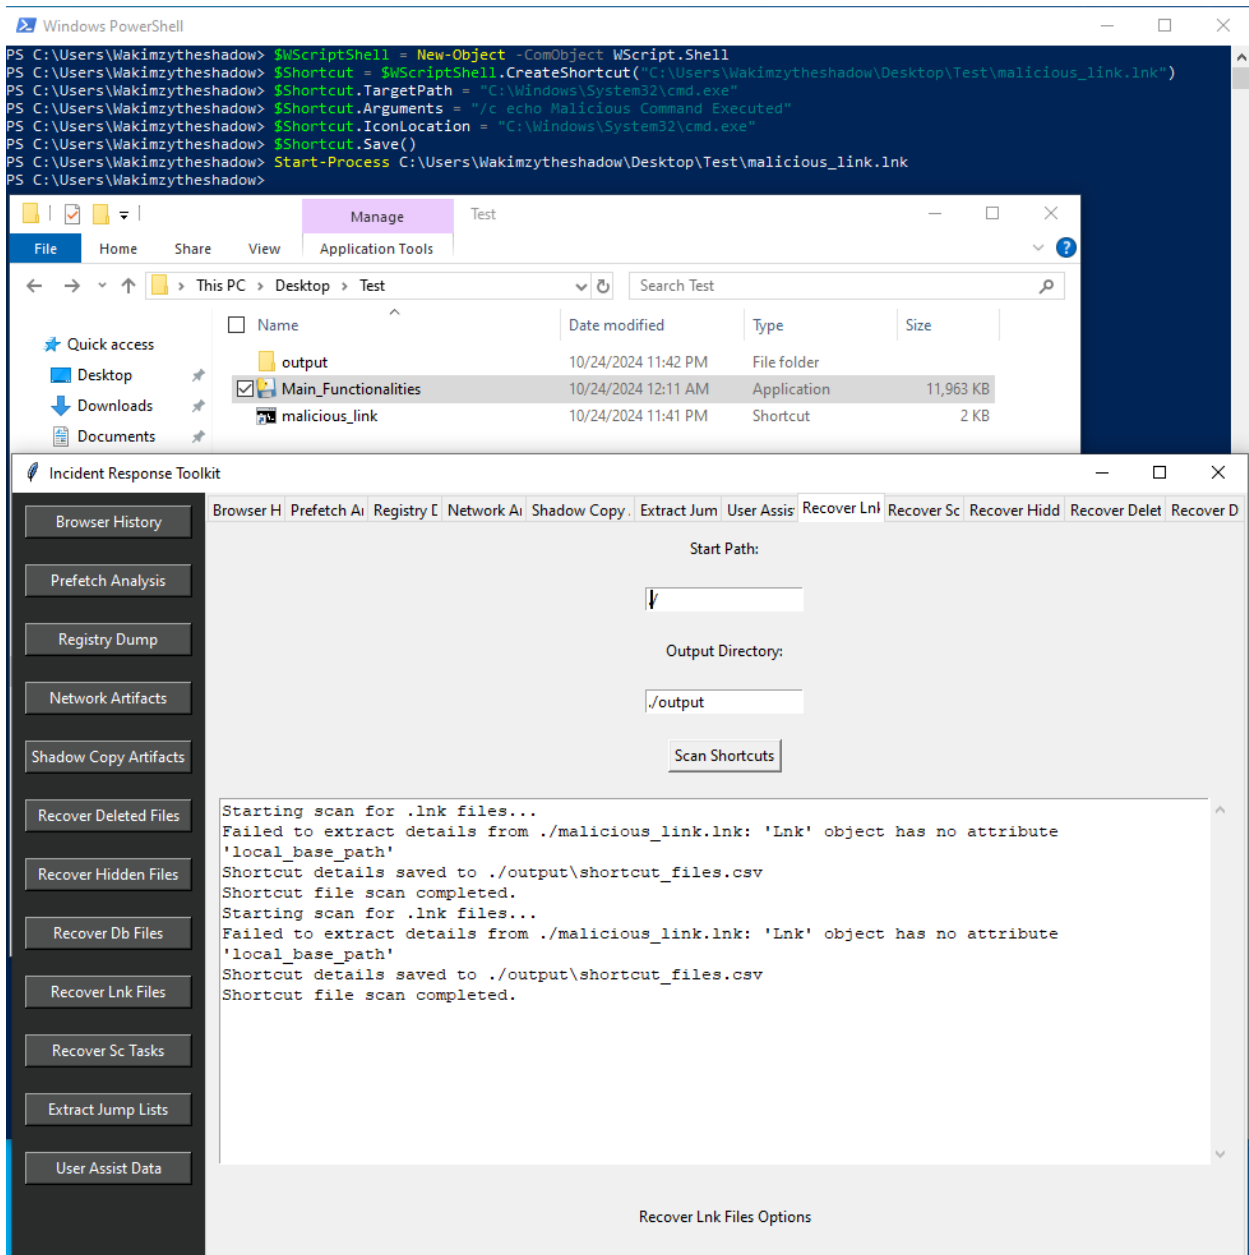 Windows PowerShell
PS C:\Users\Wakimzytheshadow> $WScriptShell = New-Object -ComObject WScript.Shell
PS C:\Users\Wakimzytheshadow> $Shortcut = $WScriptShell.CreateShortcut("C:\Users\Wakimzytheshadow\Desktop\Test\malicious_link.lnk")
PS C:\Users\Wakimzytheshadow> $Shortcut.TargetPath = "C:\Windows\System32\cmd.exe"
PS C:\Users\Wakimzytheshadow> $Shortcut.Arguments = "/c echo Malicious Command Executed"
PS C:\Users\Wakimzytheshadow> $Shortcut.IconLocation = "C:\Windows\System32\cmd.exe"
PS C:\Users\Wakimzytheshadow> $Shortcut.Save()
PS C:\Users\Wakimzytheshadow> Start-Process C:\Users\Wakimzytheshadow\Desktop\Test\malicious_link.lnk
PS C:\Users\Wakimzytheshadow>
Manage Test
File Home Share View Application Tools
This PC > Desktop > Test Search Test
Name Date modified Type Size
Quick access
output 10/24/2024 11:42 PM File folder
Desktop
Main_Functionalities 10/24/2024 12:11 AM Application 11,963 KB
Downloads
malicious_link 10/24/2024 11:41 PM Shortcut 2 KB
Documents
Incident Response Toolkit
Browser H Prefetch Ai Registry D Network Ai Shadow Copy . Extract Jum User Assis Recover Lnk Recover Sc Recover Hidd Recover Delet Recover D
Browser History
Prefetch Analysis
Registry Dump
Network Artifacts
Shadow Copy Artifacts
Recover Deleted Files
Recover Hidden Files
Recover Db Files
Recover Lnk Files
Recover Sc Tasks
Extract Jump Lists
User Assist Data
Start Path:
./
Output Directory:
./output
Scan Shortcuts
Starting scan for .lnk files...
Failed to extract details from ./malicious_link.lnk: 'Lnk' object has no attribute
'local_base_path'
Shortcut details saved to ./output\shortcut_files.csv
Shortcut file scan completed.
Starting scan for .lnk files...
Failed to extract details from ./malicious_link.lnk: 'Lnk' object has no attribute
'local_base_path'
Shortcut details saved to ./output\shortcut_files.csv
Shortcut file scan completed.
Recover Lnk Files Options